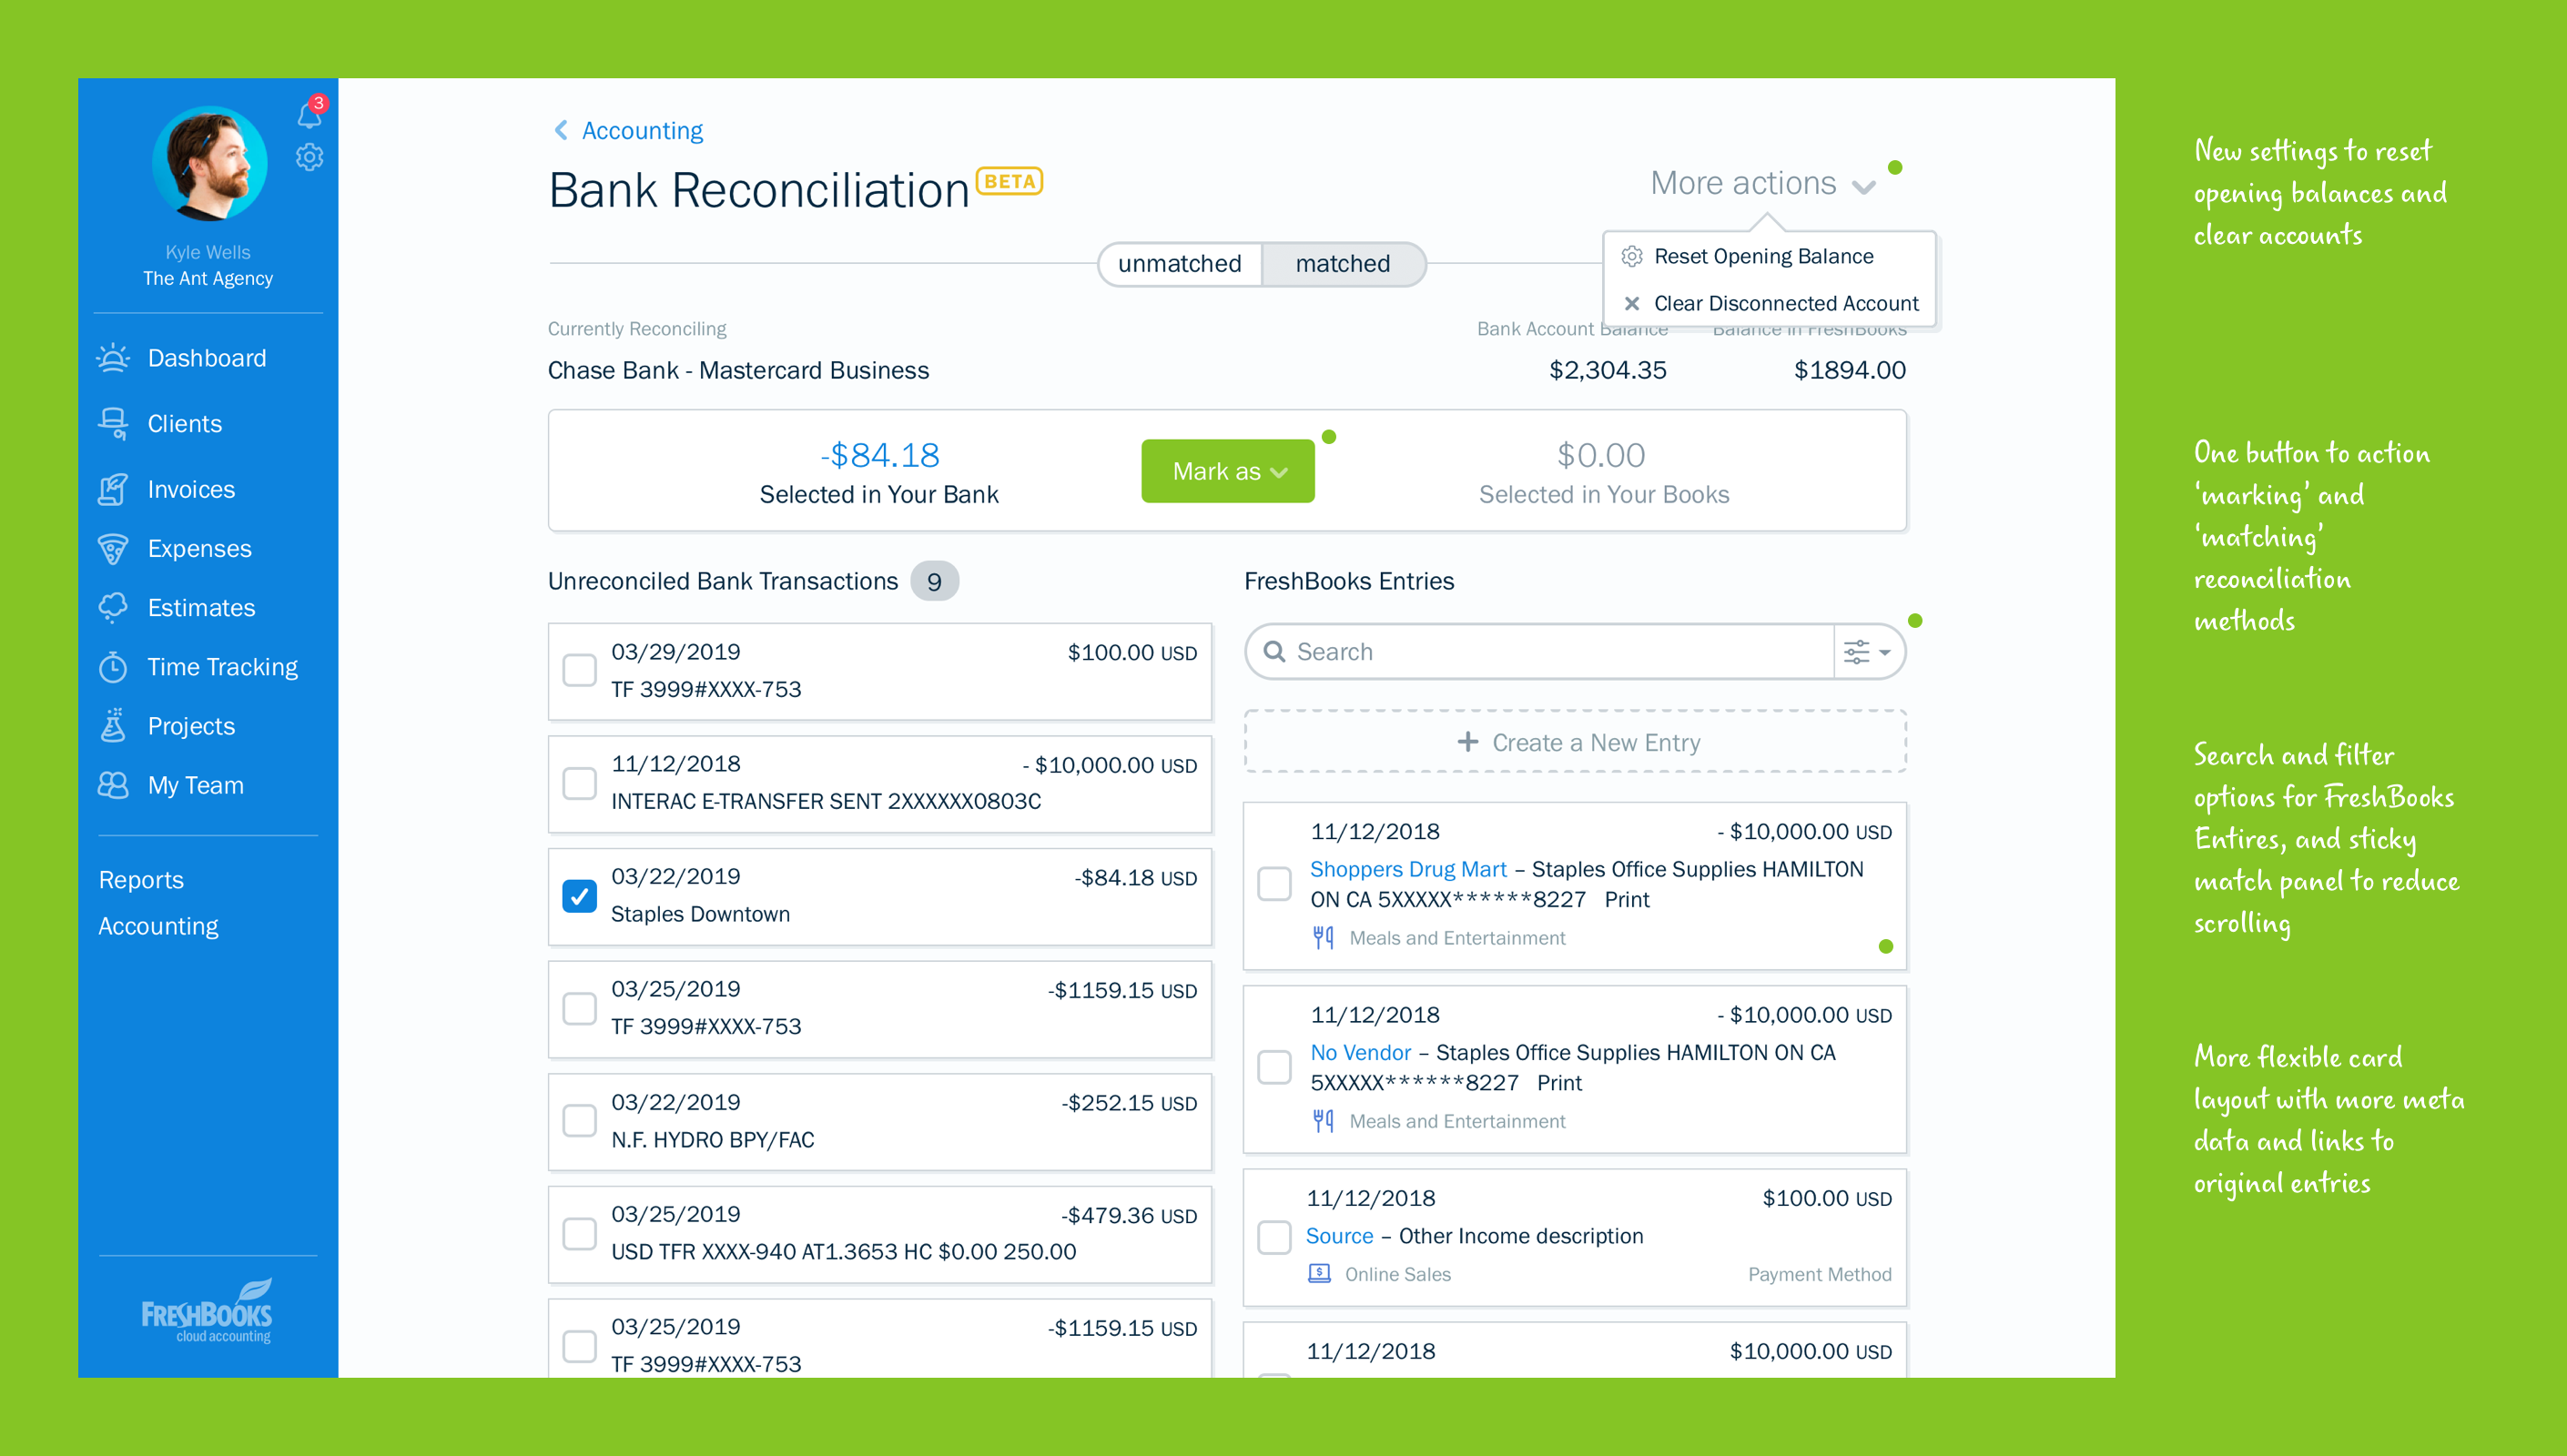 3
Kyle Wells
The Ant Agency
Dashboard
Clients
Invoices
Expenses
Estimates
Time Tracking
Projects
My Team
Reports
Accounting
FRESHBOOKS
cloud accounting
Accounting
Bank Reconciliation BETA
More actions
Reset Opening Balance
Clear Disconnected Account
unmatched
matched
Currently Reconciling
Bank Account Balance
Balance in FreshBooks
Chase Bank - Mastercard Business
$2,304.35
$1894.00
-$84.18
Selected in Your Bank
Mark as
$0.00
Selected in Your Books
Unreconciled Bank Transactions 9
03/29/2019 $100.00 USD
TF 3999#XXXX-753
11/12/2018 - $10,000.00 USD
INTERAC E-TRANSFER SENT 2XXXXXX0803C
03/22/2019 -$84.18 USD
Staples Downtown
03/25/2019 -$1159.15 USD
TF 3999#XXXX-753
03/22/2019 -$252.15 USD
N.F. HYDRO BPY/FAC
03/25/2019 -$479.36 USD
USD TFR XXXX-940 AT1.3653 HC $0.00 250.00
03/25/2019 -$1159.15 USD
TF 3999#XXXX-753
FreshBooks Entries
Search
+ Create a New Entry
11/12/2018 - $10,000.00 USD
Shoppers Drug Mart – Staples Office Supplies HAMILTON
ON CA 5XXXXX******8227 Print
Meals and Entertainment
11/12/2018 - $10,000.00 USD
No Vendor – Staples Office Supplies HAMILTON ON CA
5XXXXX******8227 Print
Meals and Entertainment
11/12/2018 $100.00 USD
Source – Other Income description
Online Sales Payment Method
11/12/2018 $10,000.00 USD
New settings to reset
opening balances and
clear accounts
One button to action
‘marking’ and
‘matching’
reconciliation
methods
Search and filter
options for FreshBooks
Entires, and sticky
match panel to reduce
scrolling
More flexible card
layout with more meta
data and links to
original entries